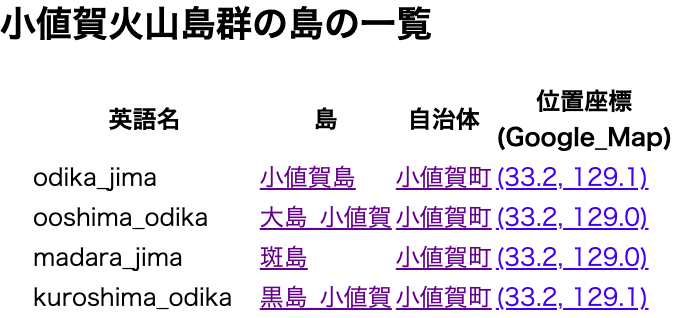 小値賀火山島群の島の一覧
英語名 島 自治体 位置座標
(Google_Map)
odika_jima 小値賀島 小値賀町 (33.2, 129.1)
ooshima_odika 大島_小値賀 小値賀町 (33.2, 129.0)
madara_jima 斑島 小値賀町 (33.2, 129.0)
kuroshima_odika 黒島_小値賀 小値賀町 (33.2, 129.1)